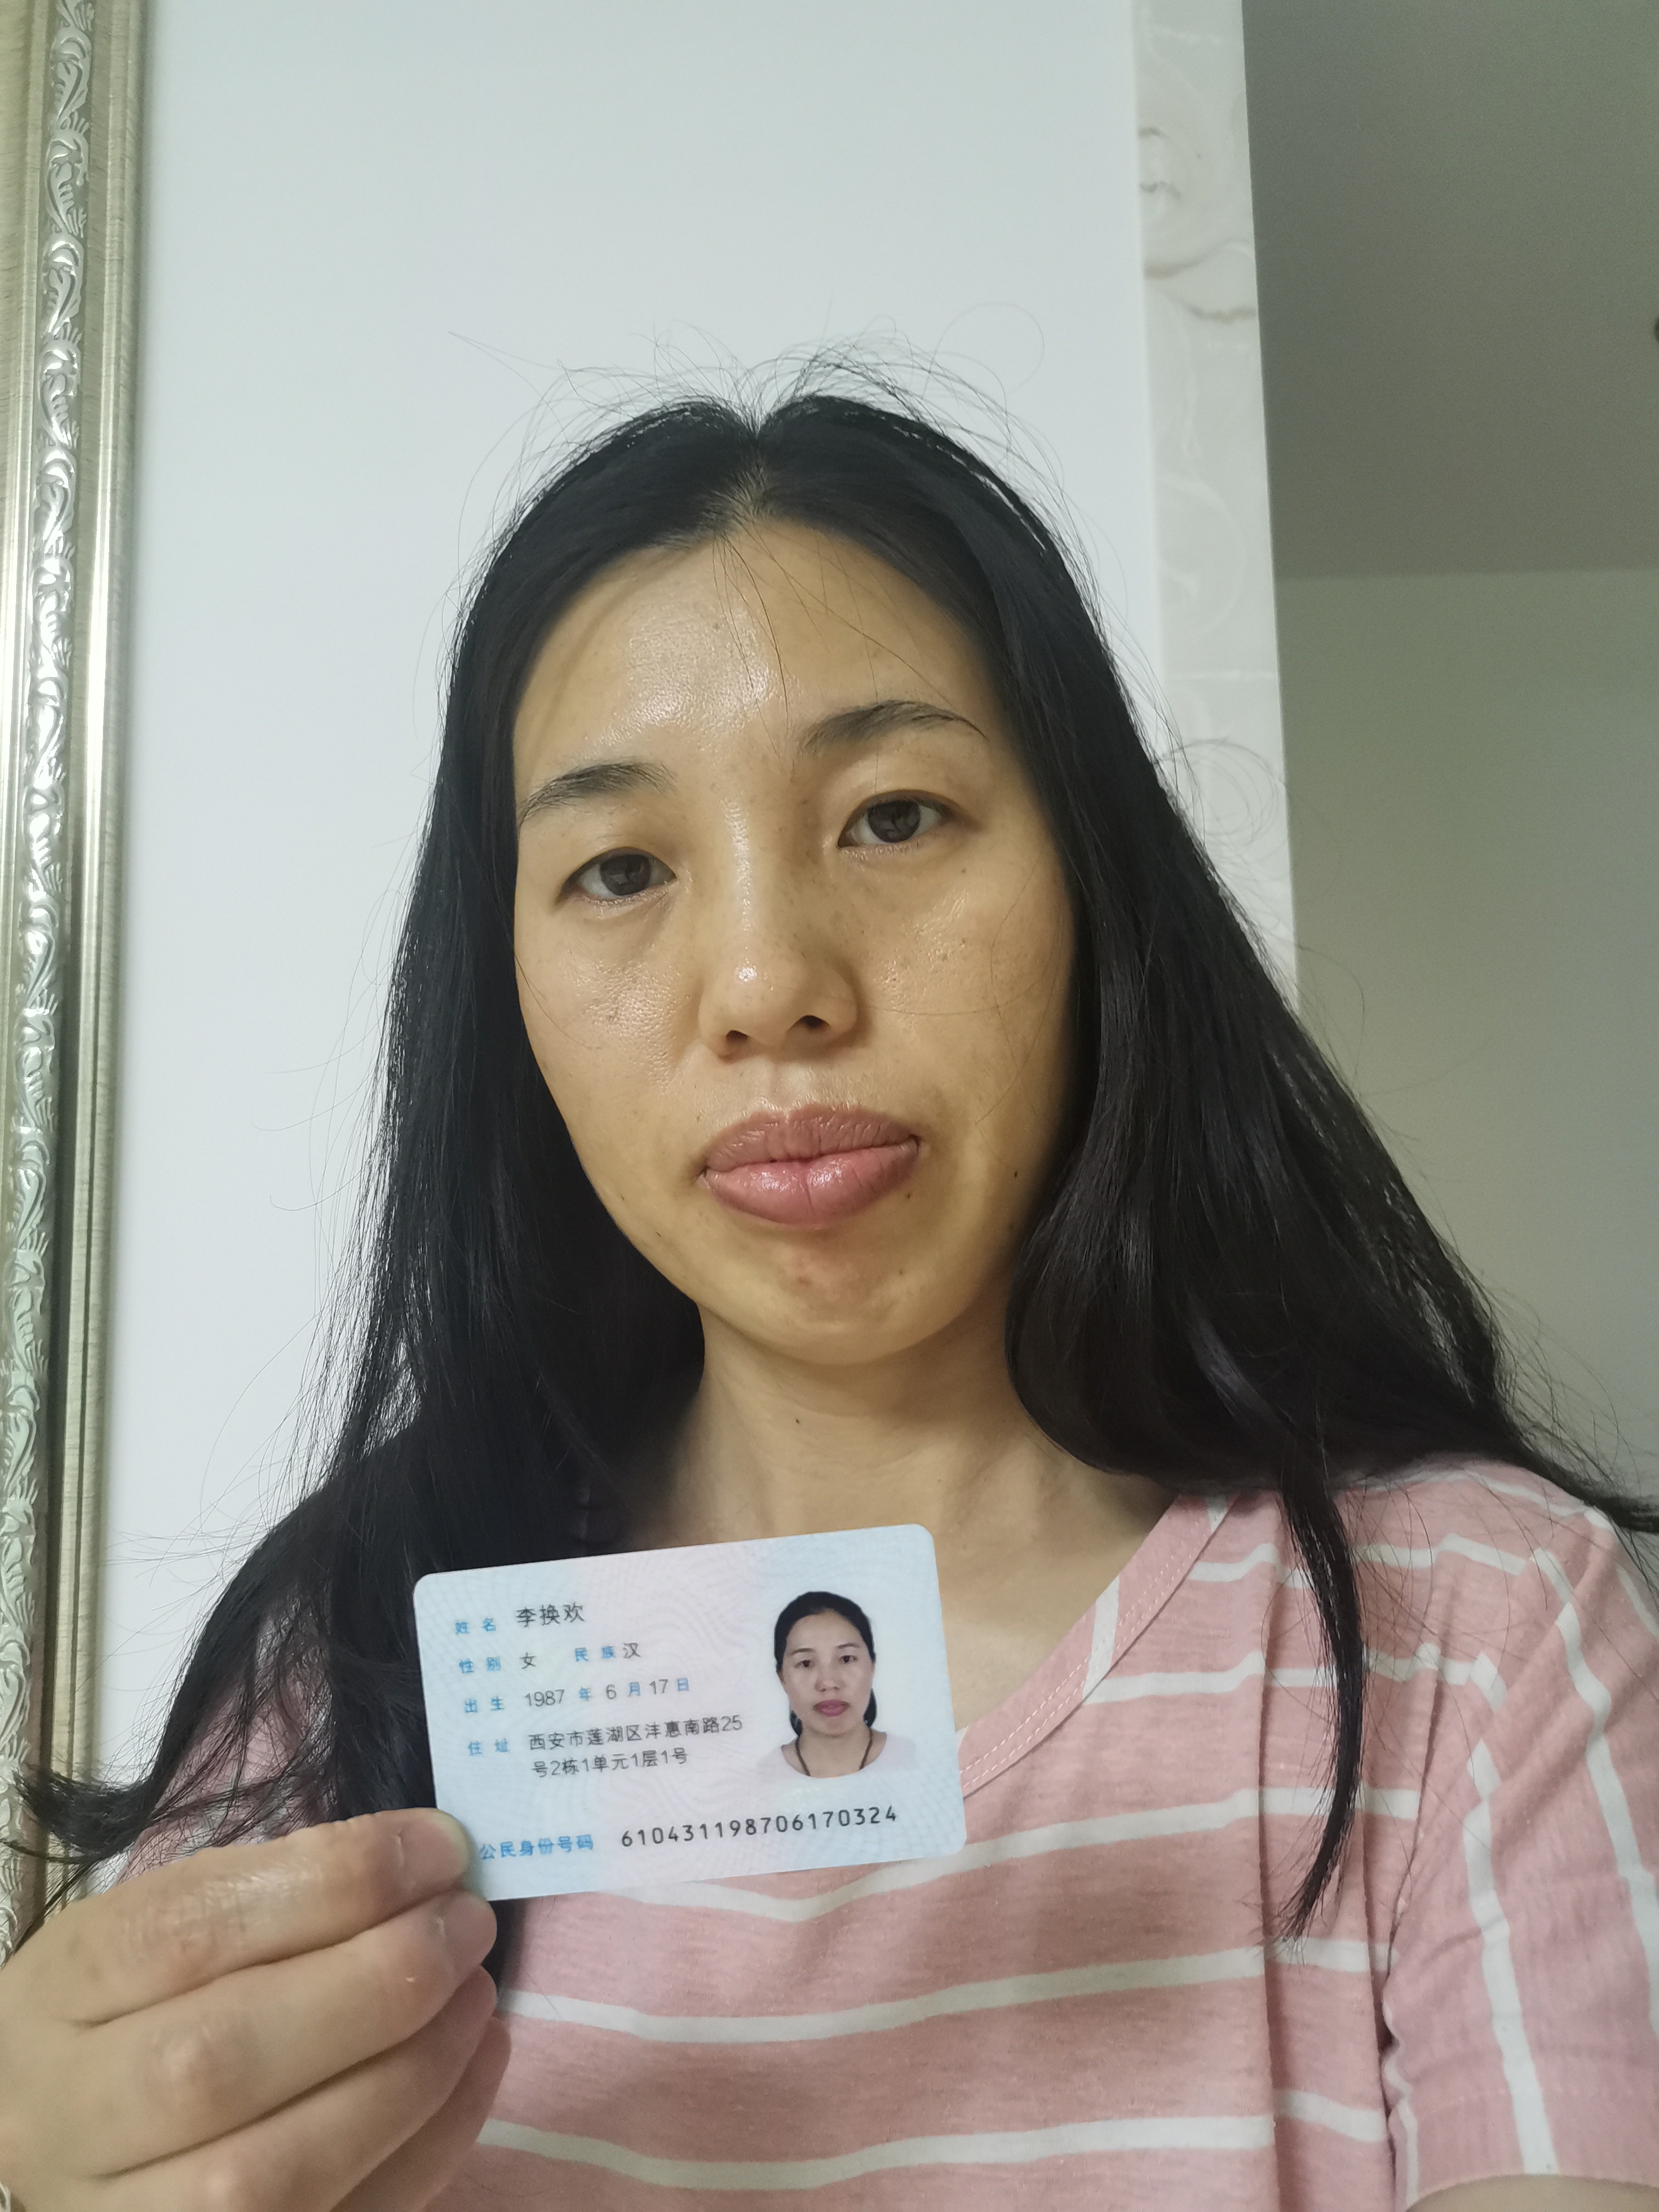 姓名 李换欢
性别 女 民族 汉
出生 1987 年 6 月 17 日
住址 西安市莲湖区沣惠南路25
号2栋1单元1层1号
公民身份号码 610431198706170324